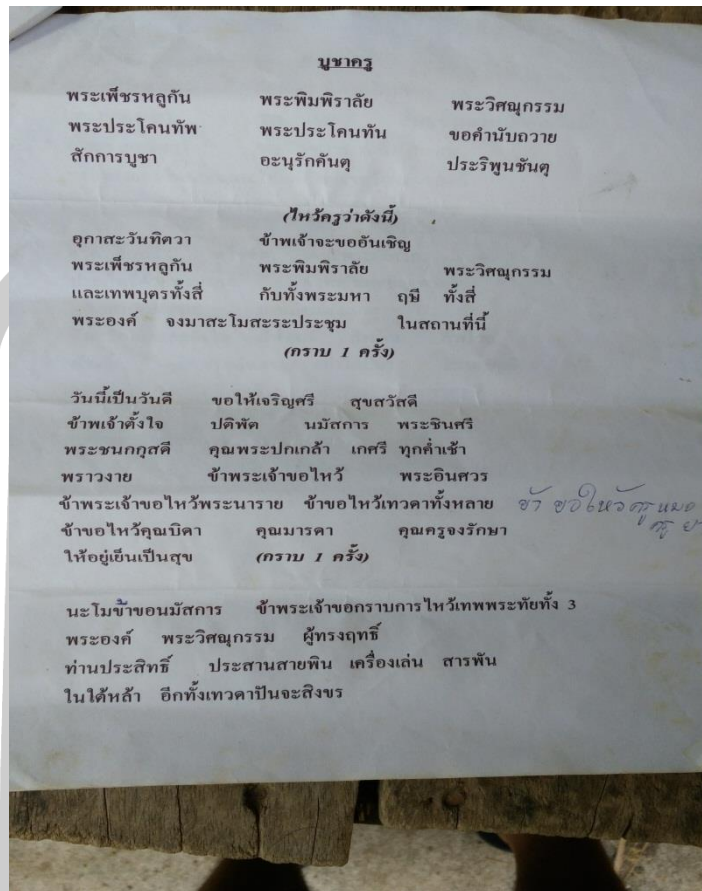 บูชาครู
พระเพ็ชรหลูกัน พระพิมพิราลัย พระวิศณุกรรม
พระประโคนทัพ พระประโคนทัน ขอคำนับถวาย
สักการบูชา อะนุรักคันตุ ประริพูนชันตุ
(ไหว้ครูว่าดังนี้)
อุกาสะวันทิตวา ข้าพเจ้าจะขออันเชิญ
พระเพ็ชรหลูกัน พระพิมพิราลัย พระวิศณุกรรม
และเทพบุตรทั้งสี่ กับทั้งพระมหา ฤษี ทั้งสี่
พระองค์ จงมาสะโมสะระประชุม ในสถานที่นี้
(กราบ 1 ครั้ง)
วันนี้เป็นวันดี ขอให้เจริญศรี สุขสวัสดี
ข้าพเจ้าตั้งใจ ปติพัต นมัสการ พระชินศรี
พระชนกกุสดี คุณพระปกเกล้า เกศรี ทุกค่ำเช้า
พราวงาย ข้าพระเจ้าขอไหว้ พระอินศวร
ข้าพระเจ้าขอไหว้พระนาราย ข้าขอไหว้เทวดาทั้งหลาย ข้า ขอไหว้ครูหมอ
ครู
ข้าขอไหว้คุณบิดา คุณมารดา คุณครูจงรักษา
ให้อยู่เย็นเป็นสุข (กราบ 1 ครั้ง)
นะโมข้าขอนมัสการ ข้าพระเจ้าขอกราบการไหว้เทพพระทัยทั้ง 3
พระองค์ พระวิศณุกรรม ผู้ทรงฤทธิ์
ท่านประสิทธิ์ ประสานสายพิน เครื่องเล่น สารพัน
ในใต้หล้า อีกทั้งเทวดาปันจะสิงขร